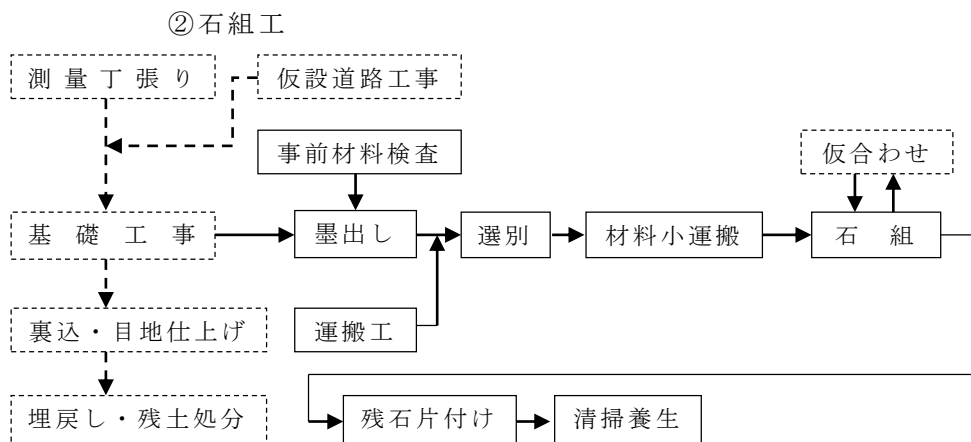 ②石組工
測量丁張り
仮設道路工事
事前材料検査
仮合わせ
基礎工事
墨出し
選別
材料小運搬
石組
裏込・目地仕上げ
運搬工
埋戻し・残土処分
残石片付け
清掃養生